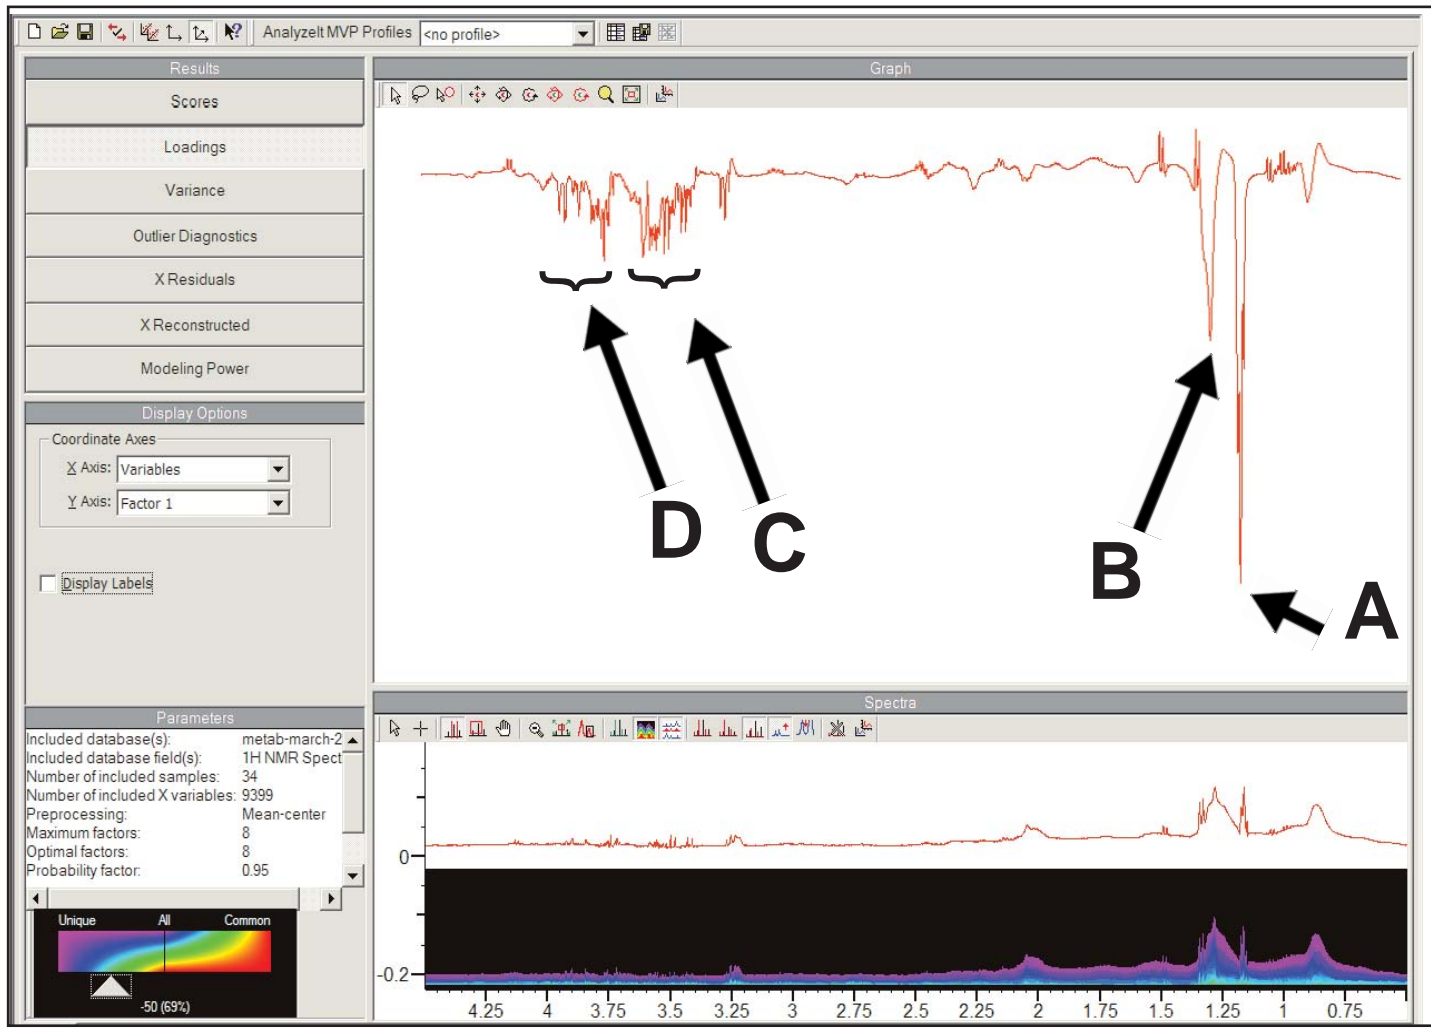 AnalyzeIt MVP Profiles <no profile>
Results
Scores
Loadings
Variance
Outlier Diagnostics
X Residuals
X Reconstructed
Modeling Power
Display Options
Coordinate Axes
X Axis: Variables
Y Axis: Factor 1
Display Labels
Parameters
Included database(s): metab-march-2
Included database field(s): 1H NMR Spect
Number of included samples: 34
Number of included X variables: 9399
Preprocessing: Mean-center
Maximum factors: 8
Optimal factors: 8
Probability factor: 0.95
Unique All Common
-50 (69%)
Graph
D
C
B
A
Spectra
0
-0.2
4.25 4 3.75 3.5 3.25 3 2.75 2.5 2.25 2 1.75 1.5 1.25 1 0.75